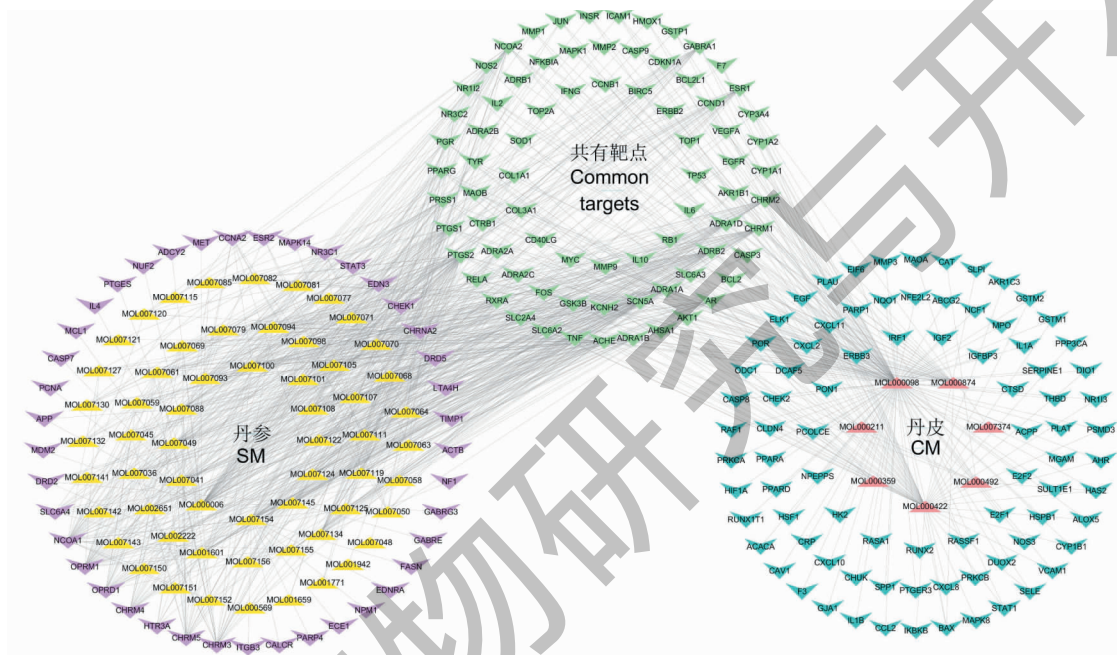 INSR
ICAM1
JUN
HMOX1
MMP1
GSTP1
NCOA2
MAPK1
MMP2
CASP9
GABRA1
NOS2
NFKBIA
CDKN1A
F7
NR1I2
ADRB1
IFNG
CCNB1
BIRC5
BCL2L1
ESR1
NR3C2
IL2
TOP2A
ERBB2
CCND1
CYP3A4
PGR
ADRA2B
SOD1
TOP1
VEGFA
CYP1A2
共有靶点
Common
targets
PPARG
TYR
COL1A1
TP53
EGFR
CYP1A1
PRSS1
MAOB
COL3A1
IL6
AKR1B1
CHRM2
PTGS1
CTRB1
CD40LG
RB1
ADRA1D
CHRM1
PTGS2
ADRA2A
MYC
MMP9
IL10
ADRB2
CASP3
RELA
ADRA2C
FOS
GSK3B
KCNH2
SCN5A
ADRA1A
SLC6A3
BCL2
RXRA
SLC2A4
SLC6A2
TNF
ACHE
ADRA1B
AHSA1
AKT1
AR
CCNA2
ESR2
MAPK14
MET
NR3C1
ADCY2
STAT3
NUF2
EDN3
PTGES
CHEK1
IL4
CHRNA2
MCL1
DRD5
CASP7
LTA4H
PCNA
TIMP1
APP
ACTB
MDM2
NF1
DRD2
GABRG3
SLC6A4
GABRE
NCOA1
FASN
OPRM1
EDNRA
OPRD1
NPM1
CHRM4
ECE1
HTR3A
PARP4
CHRM5
CHRM3
ITGB3
CALCR
MOL007085
MOL007082
MOL007081
MOL007115
MOL007077
MOL007120
MOL007071
MOL007079
MOL007094
MOL007121
MOL007069
MOL007098
MOL007070
MOL007127
MOL007061
MOL007093
MOL007100
MOL007105
MOL007101
MOL007068
MOL007130
MOL007059
MOL007088
MOL007107
MOL007108
MOL007064
丹参
SM
MOL007132
MOL007045
MOL007049
MOL007122
MOL007111
MOL007063
MOL007141
MOL007036
MOL007041
MOL007124
MOL007119
MOL007058
MOL007142
MOL002651
MOL000006
MOL007145
MOL007125
MOL007050
MOL007143
MOL002222
MOL007154
MOL007134
MOL007048
MOL007150
MOL001601
MOL007156
MOL007155
MOL001942
MOL007151
MOL007152
MOL000569
MOL001659
MOL001771
MMP3
MAOA
CAT
EIF6
SLPI
PLAU
AKR1C3
EGF
PARP1
NQO1
NFE2L2
ABCG2
GSTM2
ELK1
CXCL11
NCF1
GSTM1
POR
CXCL2
IRF1
IGF2
MPO
IL1A
PPP3CA
ODC1
DCAF5
ERBB3
IGFBP3
SERPINE1
DIO1
CASP8
CHEK2
PON1
MOL000098
MOL000874
CTSD
THBD
NR1I3
RAF1
CLDN4
PCOLCE
MOL000211
丹皮
CM
MOL007374
ACPP
PLAT
PSMD3
PRKCA
PPARA
NPEPPS
MOL000359
MOL000492
MGAM
AHR
HIF1A
PPARD
MOL000422
E2F2
SULT1E1
HAS2
RUNX1T1
HSF1
HK2
E2F1
HSPB1
ALOX5
ACACA
CRP
RASA1
RUNX2
RASSF1
NOS3
CYP1B1
CAV1
CXCL10
CHUK
SPP1
PTGER3
CXCL8
PRKCB
DUOX2
VCAM1
F3
GJA1
IL1B
CCL2
IKBKB
BAX
MAPK8
STAT1
SELE
物研究与开